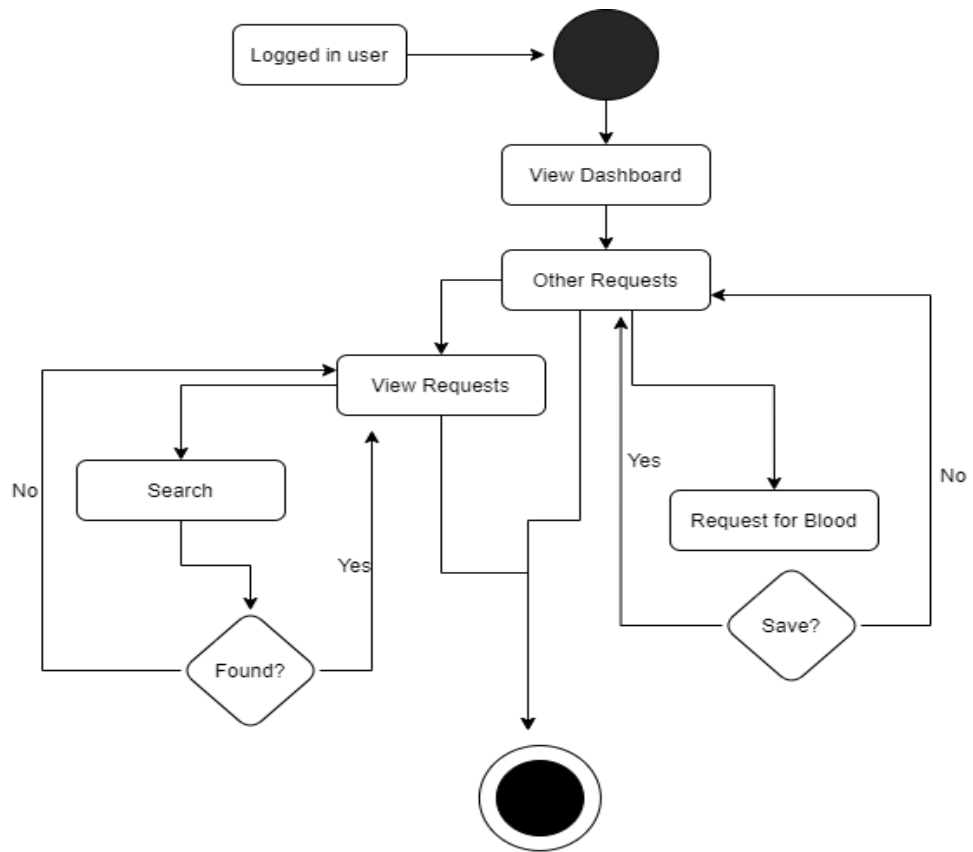 Logged in user
View Dashboard
Other Requests
View Requests
Search
No
Yes
Found?
Yes
No
Request for Blood
Save?